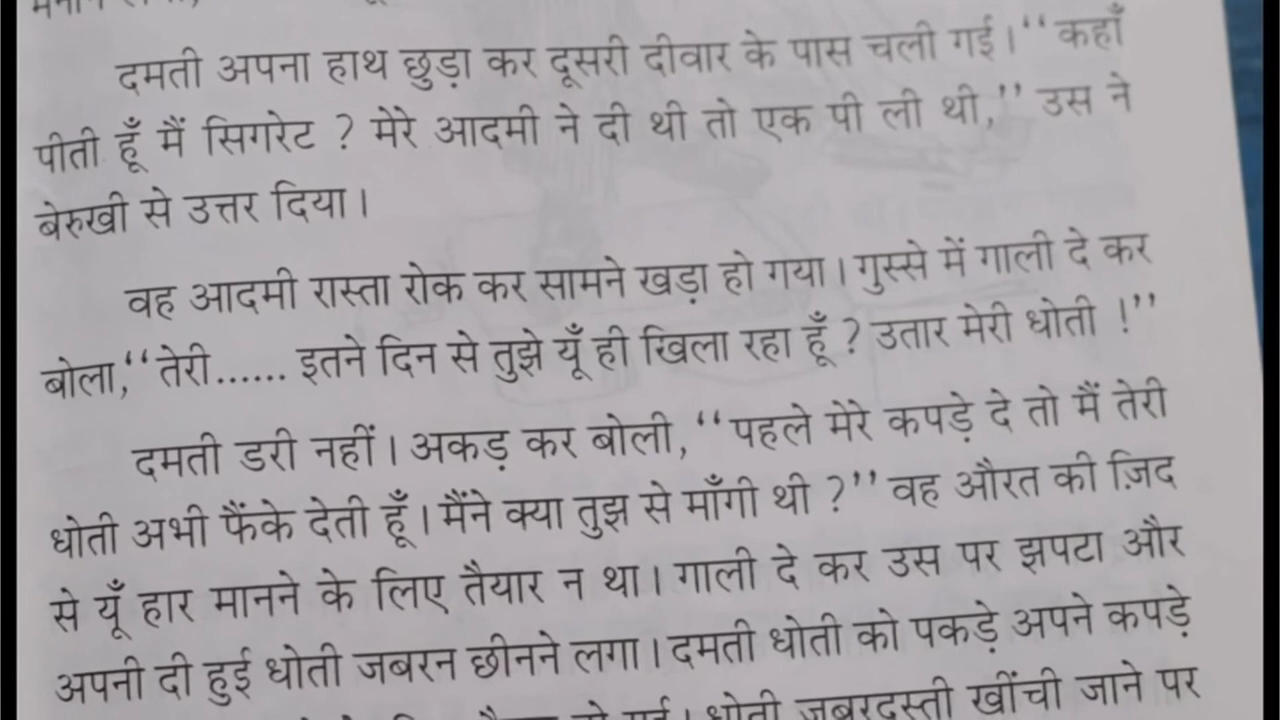 दमती अपना हाथ छुड़ा कर दूसरी दीवार के पास चली गई। “कहाँ
पीती हूँ मैं सिगरेट ? मेरे आदमी ने दी थी तो एक पी ली थी,” उस ने
बेरुखी से उत्तर दिया।
वह आदमी रास्ता रोक कर सामने खड़ा हो गया। गुस्से में गाली दे कर
बोला, “तेरी...... इतने दिन से तुझे यूँ ही खिला रहा हूँ ? उतार मेरी धोती !”
दमती डरी नहीं। अकड़ कर बोली, “पहले मेरे कपड़े दे तो मैं तेरी
धोती अभी फैंके देती हूँ। मैंने क्या तुझ से माँगी थी ?” वह औरत की ज़िद
से यूँ हार मानने के लिए तैयार न था। गाली दे कर उस पर झपटा और
अपनी दी हुई धोती जबरन छीनने लगा। दमती धोती को पकड़े अपने कपड़े
धोती जबरदस्ती खींची जाने पर